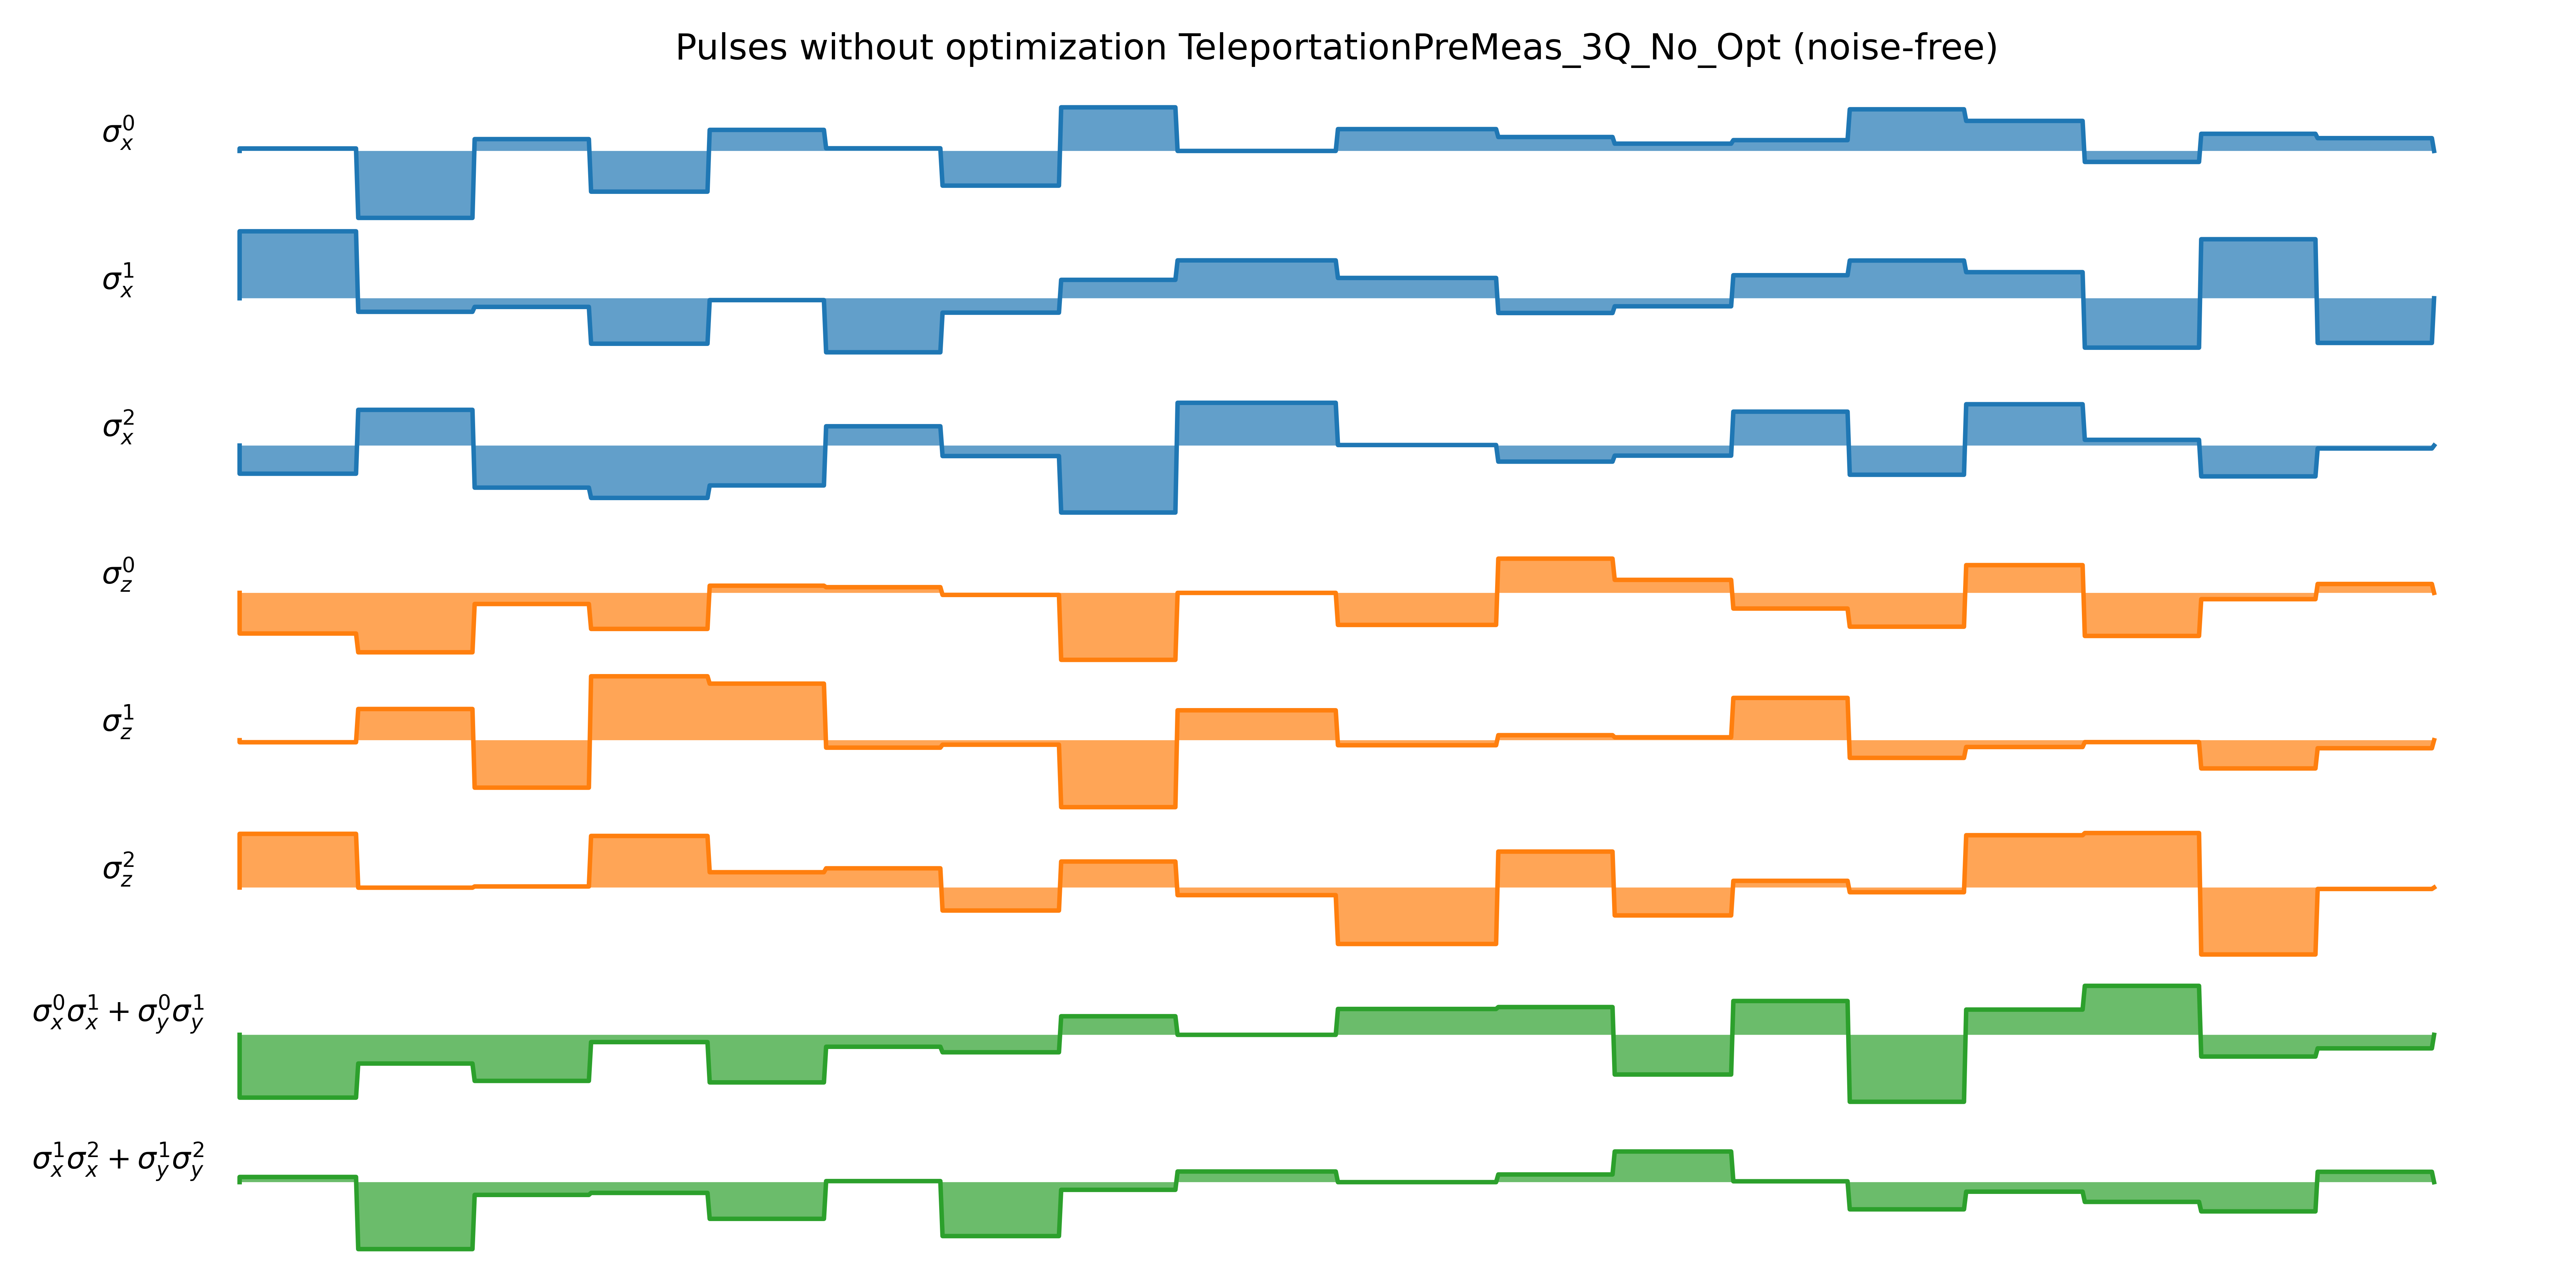 Pulses without optimization TeleportationPreMeas_3Q_No_Opt (noise-free)
σ_x^0
σ_x^1
σ_x^2
σ_z^0
σ_z^1
σ_z^2
σ_x^0σ_x^1 + σ_y^0σ_y^1
σ_x^1σ_x^2 + σ_y^1σ_y^2